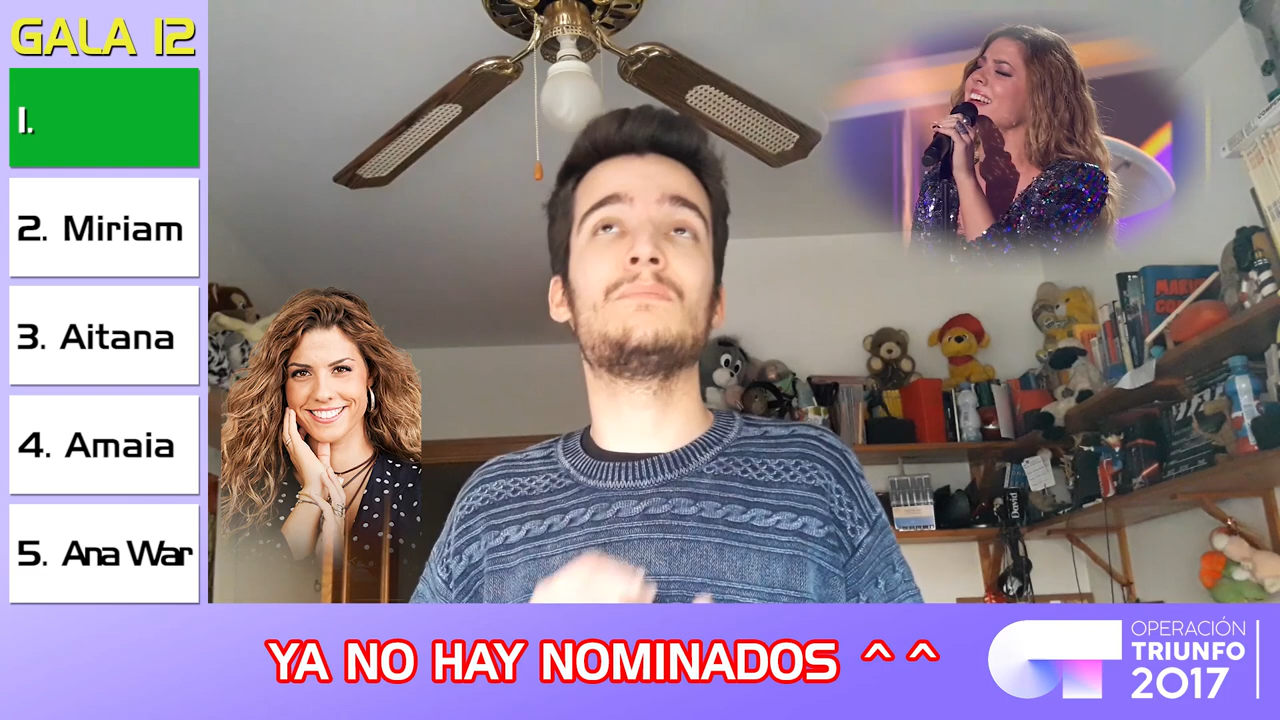 GALA 12
1.
2. Miriam
3. Aitana
4. Amaia
5. Ana War
David
YA NO HAY NOMINADOS ^^
OPERACIÓN
TRIUNFO
2017